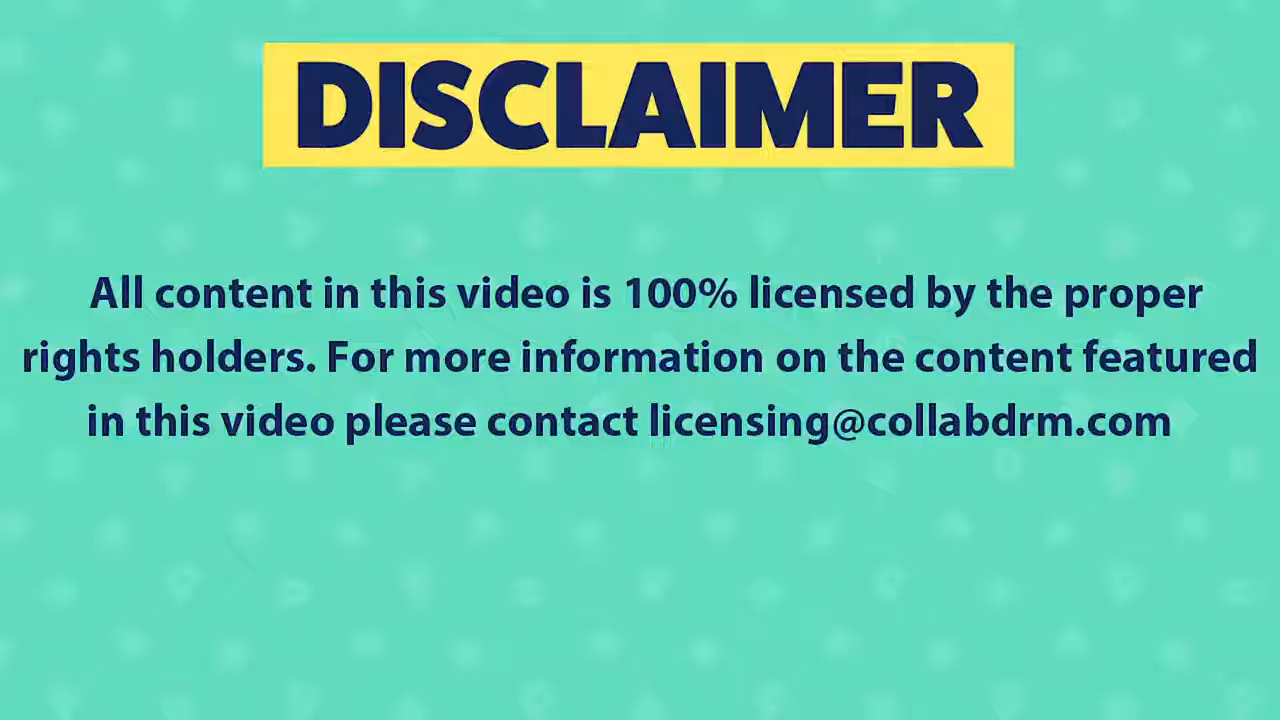 DISCLAIMER
All content in this video is 100% licensed by the proper
rights holders. For more information on the content featured
in this video please contact licensing@collabdrm.com